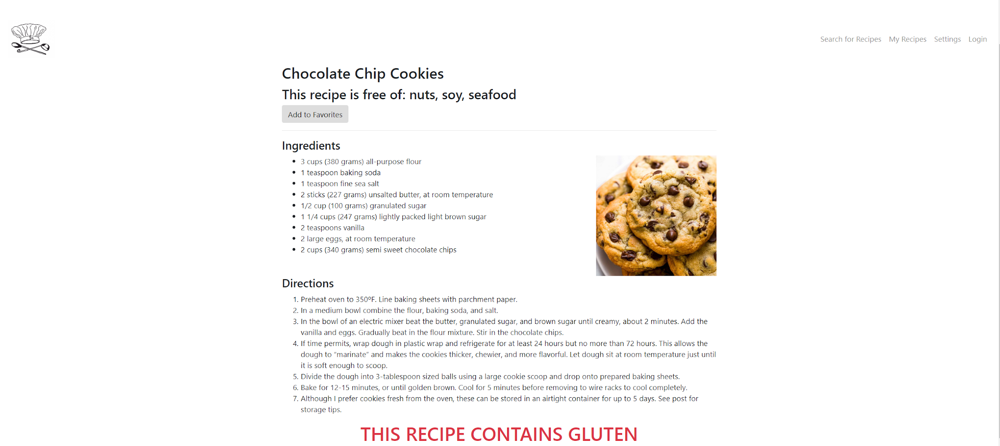 Search for Recipes My Recipes Settings Login
Chocolate Chip Cookies
This recipe is free of: nuts, soy, seafood
Add to Favorites
Ingredients
3 cups (380 grams) all-purpose flour
1 teaspoon baking soda
1 teaspoon fine sea salt
2 sticks (227 grams) unsalted butter, at room temperature
1/2 cup (100 grams) granulated sugar
1 1/4 cups (247 grams) lightly packed light brown sugar
2 teaspoons vanilla
2 large eggs, at room temperature
2 cups (340 grams) semi sweet chocolate chips
Directions
1. Preheat oven to 350ºF. Line baking sheets with parchment paper.
2. In a medium bowl combine the flour, baking soda, and salt.
3. In the bowl of an electric mixer beat the butter, granulated sugar, and brown sugar until creamy, about 2 minutes. Add the
vanilla and eggs. Gradually beat in the flour mixture. Stir in the chocolate chips.
4. If time permits, wrap dough in plastic wrap and refrigerate for at least 24 hours but no more than 72 hours. This allows the
dough to “marinate” and makes the cookies thicker, chewier, and more flavorful. Let dough sit at room temperature just until
it is soft enough to scoop.
5. Divide the dough into 3-tablespoon sized balls using a large cookie scoop and drop onto prepared baking sheets.
6. Bake for 12-15 minutes, or until golden brown. Cool for 5 minutes before removing to wire racks to cool completely.
7. Although I prefer cookies fresh from the oven, these can be stored in an airtight container for up to 5 days. See post for
storage tips.
THIS RECIPE CONTAINS GLUTEN